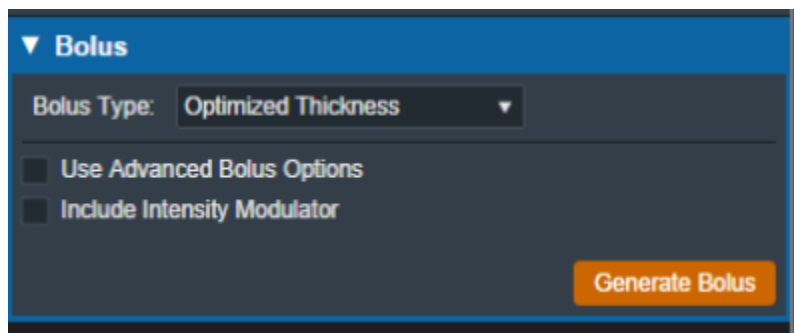 Bolus
Bolus Type: Optimized Thickness
Use Advanced Bolus Options
Include Intensity Modulator
Generate Bolus